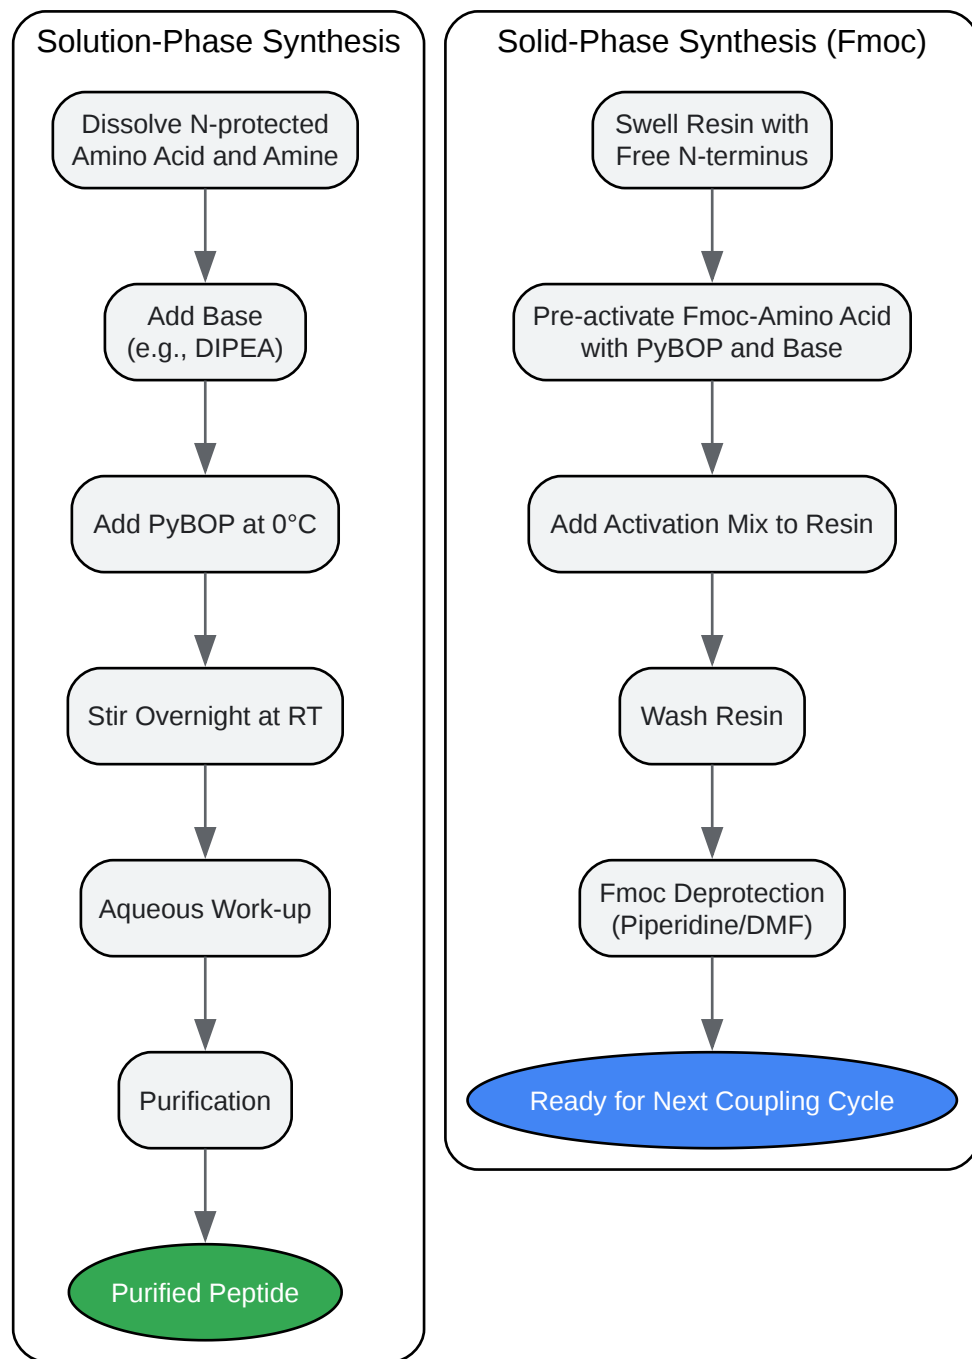 Solution-Phase Synthesis
Dissolve N-protected
Amino Acid and Amine
Add Base
(e.g., DIPEA)
Add PyBOP at 0°C
Stir Overnight at RT
Aqueous Work-up
Purification
Purified Peptide
Solid-Phase Synthesis (Fmoc)
Swell Resin with
Free N-terminus
Pre-activate Fmoc-Amino Acid
with PyBOP and Base
Add Activation Mix to Resin
Wash Resin
Fmoc Deprotection
(Piperidine/DMF)
Ready for Next Coupling Cycle